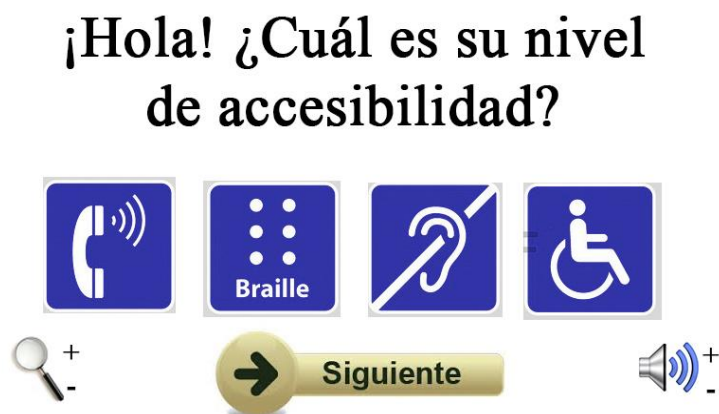 ¡Hola! ¿Cuál es su nivel
de accesibilidad?
Braille
+
-
Siguiente
+
-